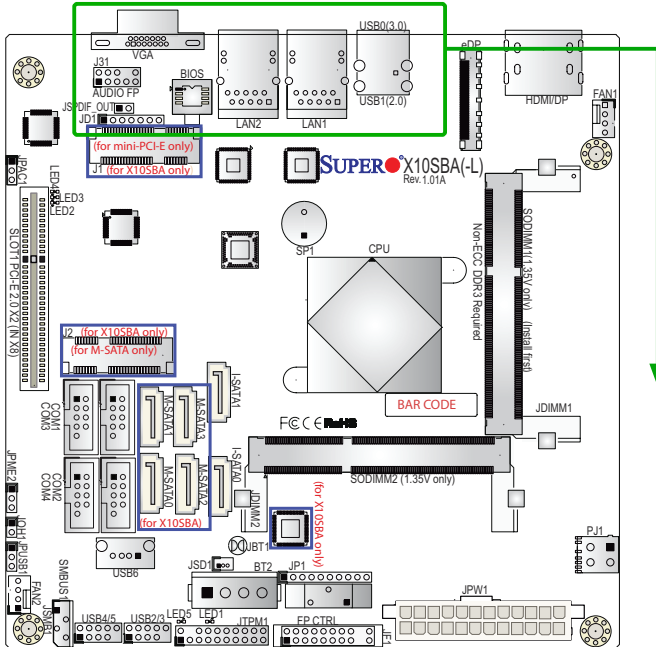 USB0(3.0)
VGA
J31
AUDIO FP
BIOS
USB1(2.0)
LAN2
LAN1
eDP
HDMI/DP
FAN1
JSPDIF_OUT
JD1
(for mini-PCI-E only)
J1 (for X10SBA only)
SUPER X10SBA(-L)
Rev. 1.01A
JPAC1
LED4
LED3
LED2
SLOT1 PCI-E 2.0 X2 (IN X8)
SP1
CPU
SODIMM1(1.35V only) (Install first)
Non-ECC DDR3 Required
J2 (for X10SBA only)
(for M-SATA only)
I-SATA1
M-SATA1
M-SATA3
COM1
COM3
BAR CODE
JDIMM1
FC CE RoHS
I-SATA0
M-SATA0
M-SATA2
COM2
COM4
(for X10SBA)
SODIMM2 (1.35V only)
JDIMM2
(for X10SBA only)
JPME2
JOH1
JPUSB1
USB6
JBT1
JSD1
BT2
JP1
PJ1
FAN2
SMBUS1
JSMB1
USB4/5
USB2/3
LED5
LED1
JTPM1
FP CTRL
JF1
JPW1